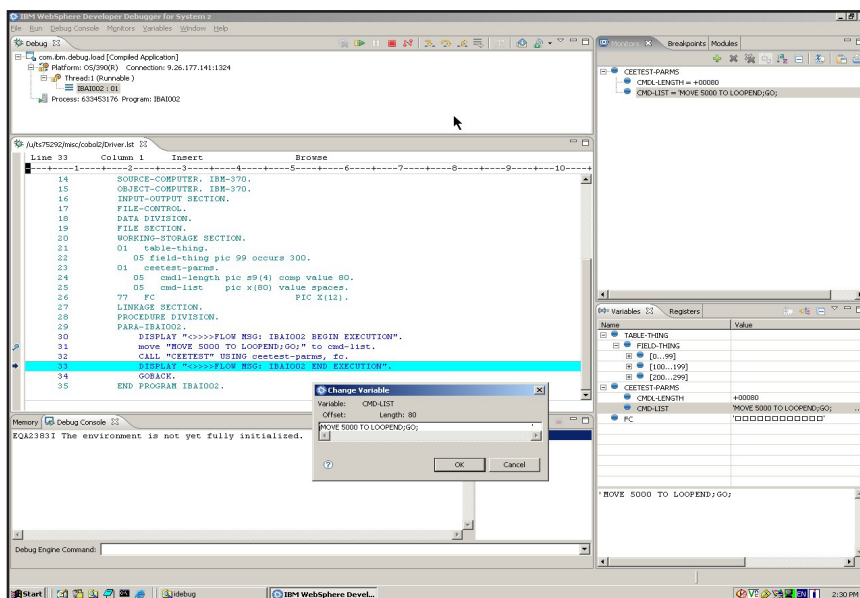 IBM WebSphere Developer Debugger for System z
File Run Debug Console Monitors Variables Window Help
Debug
com.ibm.debug.load [Compiled Application]
Platform: OS/390(R) Connection: 9.26.177.141:1324
Thread:1 (Runnable )
IBAI002 : 01
Process: 633453176 Program: IBAI002
Monitors Breakpoints Modules
CEETEST-PARMS
CMDL-LENGTH = +00080
CMD-LIST = 'MOVE 5000 TO LOOPEND;GO;
/u/ts75292/misc/cobol2/Driver.lst
Line 33 Column 1 Insert Browse
----+----1----+----2----+----3----+----4----+----5----+----6----+----7----+----8----+----9----+----10----+
14 SOURCE-COMPUTER. IBM-370.
15 OBJECT-COMPUTER. IBM-370.
16 INPUT-OUTPUT SECTION.
17 FILE-CONTROL.
18 DATA DIVISION.
19 FILE SECTION.
20 WORKING-STORAGE SECTION.
21 01 table-thing.
22 05 field-thing pic 99 occurs 300.
23 01 ceetest-parms.
24 05 cmdl-length pic s9(4) comp value 80.
25 05 cmd-list pic x(80) value spaces.
26 77 FC PIC X(12).
27 LINKAGE SECTION.
28 PROCEDURE DIVISION.
29 PARA-IBAI002.
30 DISPLAY "<>>>>FLOW MSG: IBAI002 BEGIN EXECUTION".
31 move "MOVE 5000 TO LOOPEND;GO;" to cmd-list.
32 CALL "CEETEST" USING ceetest-parms, fc.
33 DISPLAY "<>>>>FLOW MSG: IBAI002 END EXECUTION".
34 GOBACK.
35 END PROGRAM IBAI002.
Variables Registers
Name Value
TABLE-THING
FIELD-THING
[0...99]
[100...199]
[200...299]
CEETEST-PARMS
CMDL-LENGTH +00080
CMD-LIST 'MOVE 5000 TO LOOPEND;GO; ...
FC '□□□□□□□□□□□□'
'MOVE 5000 TO LOOPEND;GO;
Change Variable
Variable: CMD-LIST
Offset: Length: 80
MOVE 5000 TO LOOPEND;GO; '
OK Cancel
Memory Debug Console
EQA2383I The environment is not yet fully initialized.
Debug Engine Command:
Start idebug IBM WebSphere Devel... EN 2:30 PM